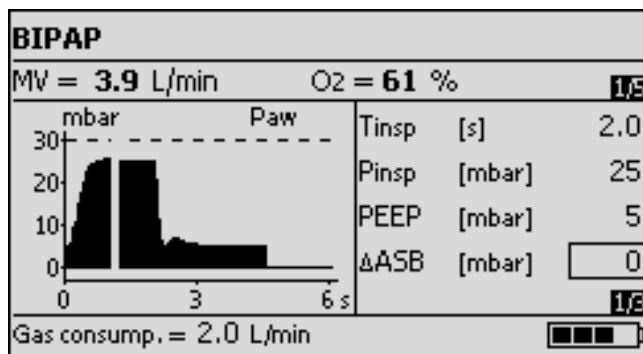 BIPAP
MV = 3.9 L/min O2 = 61 %
mbar Paw
30
20
10
0
0 3 6 s
Tinsp [s] 2.0
Pinsp [mbar] 25
PEEP [mbar] 5
ΔASB [mbar] 0
Gas consump. = 2.0 L/min